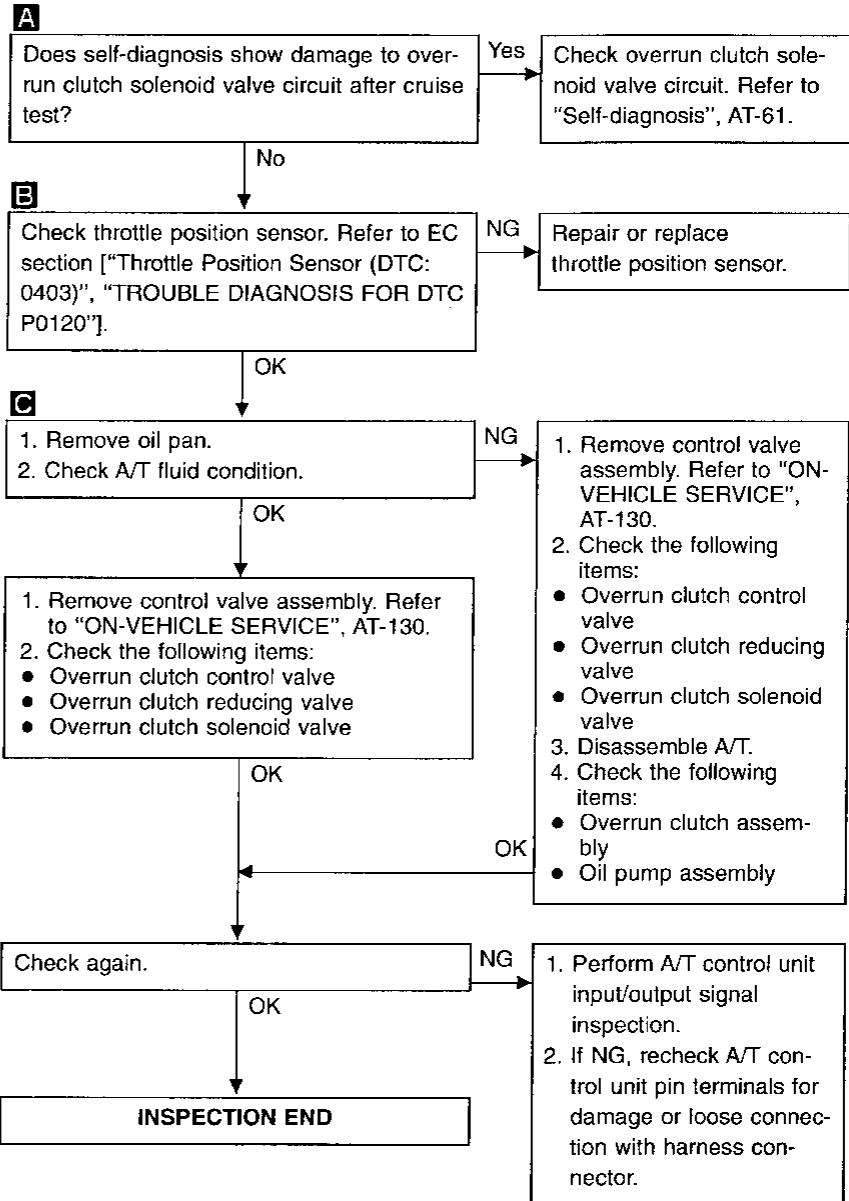 A
Does self-diagnosis show damage to over-
run clutch solenoid valve circuit after cruise
test?
Yes
Check overrun clutch sole-
noid valve circuit. Refer to
"Self-diagnosis", AT-61.
No
B
Check throttle position sensor. Refer to EC
section ["Throttle Position Sensor (DTC:
0403)", "TROUBLE DIAGNOSIS FOR DTC
P0120"].
NG
Repair or replace
throttle position sensor.
OK
C
1. Remove oil pan.
2. Check A/T fluid condition.
NG
1. Remove control valve
assembly. Refer to "ON-
VEHICLE SERVICE",
AT-130.
2. Check the following
items:
● Overrun clutch control
valve
● Overrun clutch reducing
valve
● Overrun clutch solenoid
valve
3. Disassemble A/T.
4. Check the following
items:
● Overrun clutch assem-
bly
● Oil pump assembly
OK
1. Remove control valve assembly. Refer
to "ON-VEHICLE SERVICE", AT-130.
2. Check the following items:
● Overrun clutch control valve
● Overrun clutch reducing valve
● Overrun clutch solenoid valve
OK
OK
Check again.
NG
1. Perform A/T control unit
input/output signal
inspection.
2. If NG, recheck A/T con-
trol unit pin terminals for
damage or loose connec-
tion with harness con-
nector.
OK
INSPECTION END